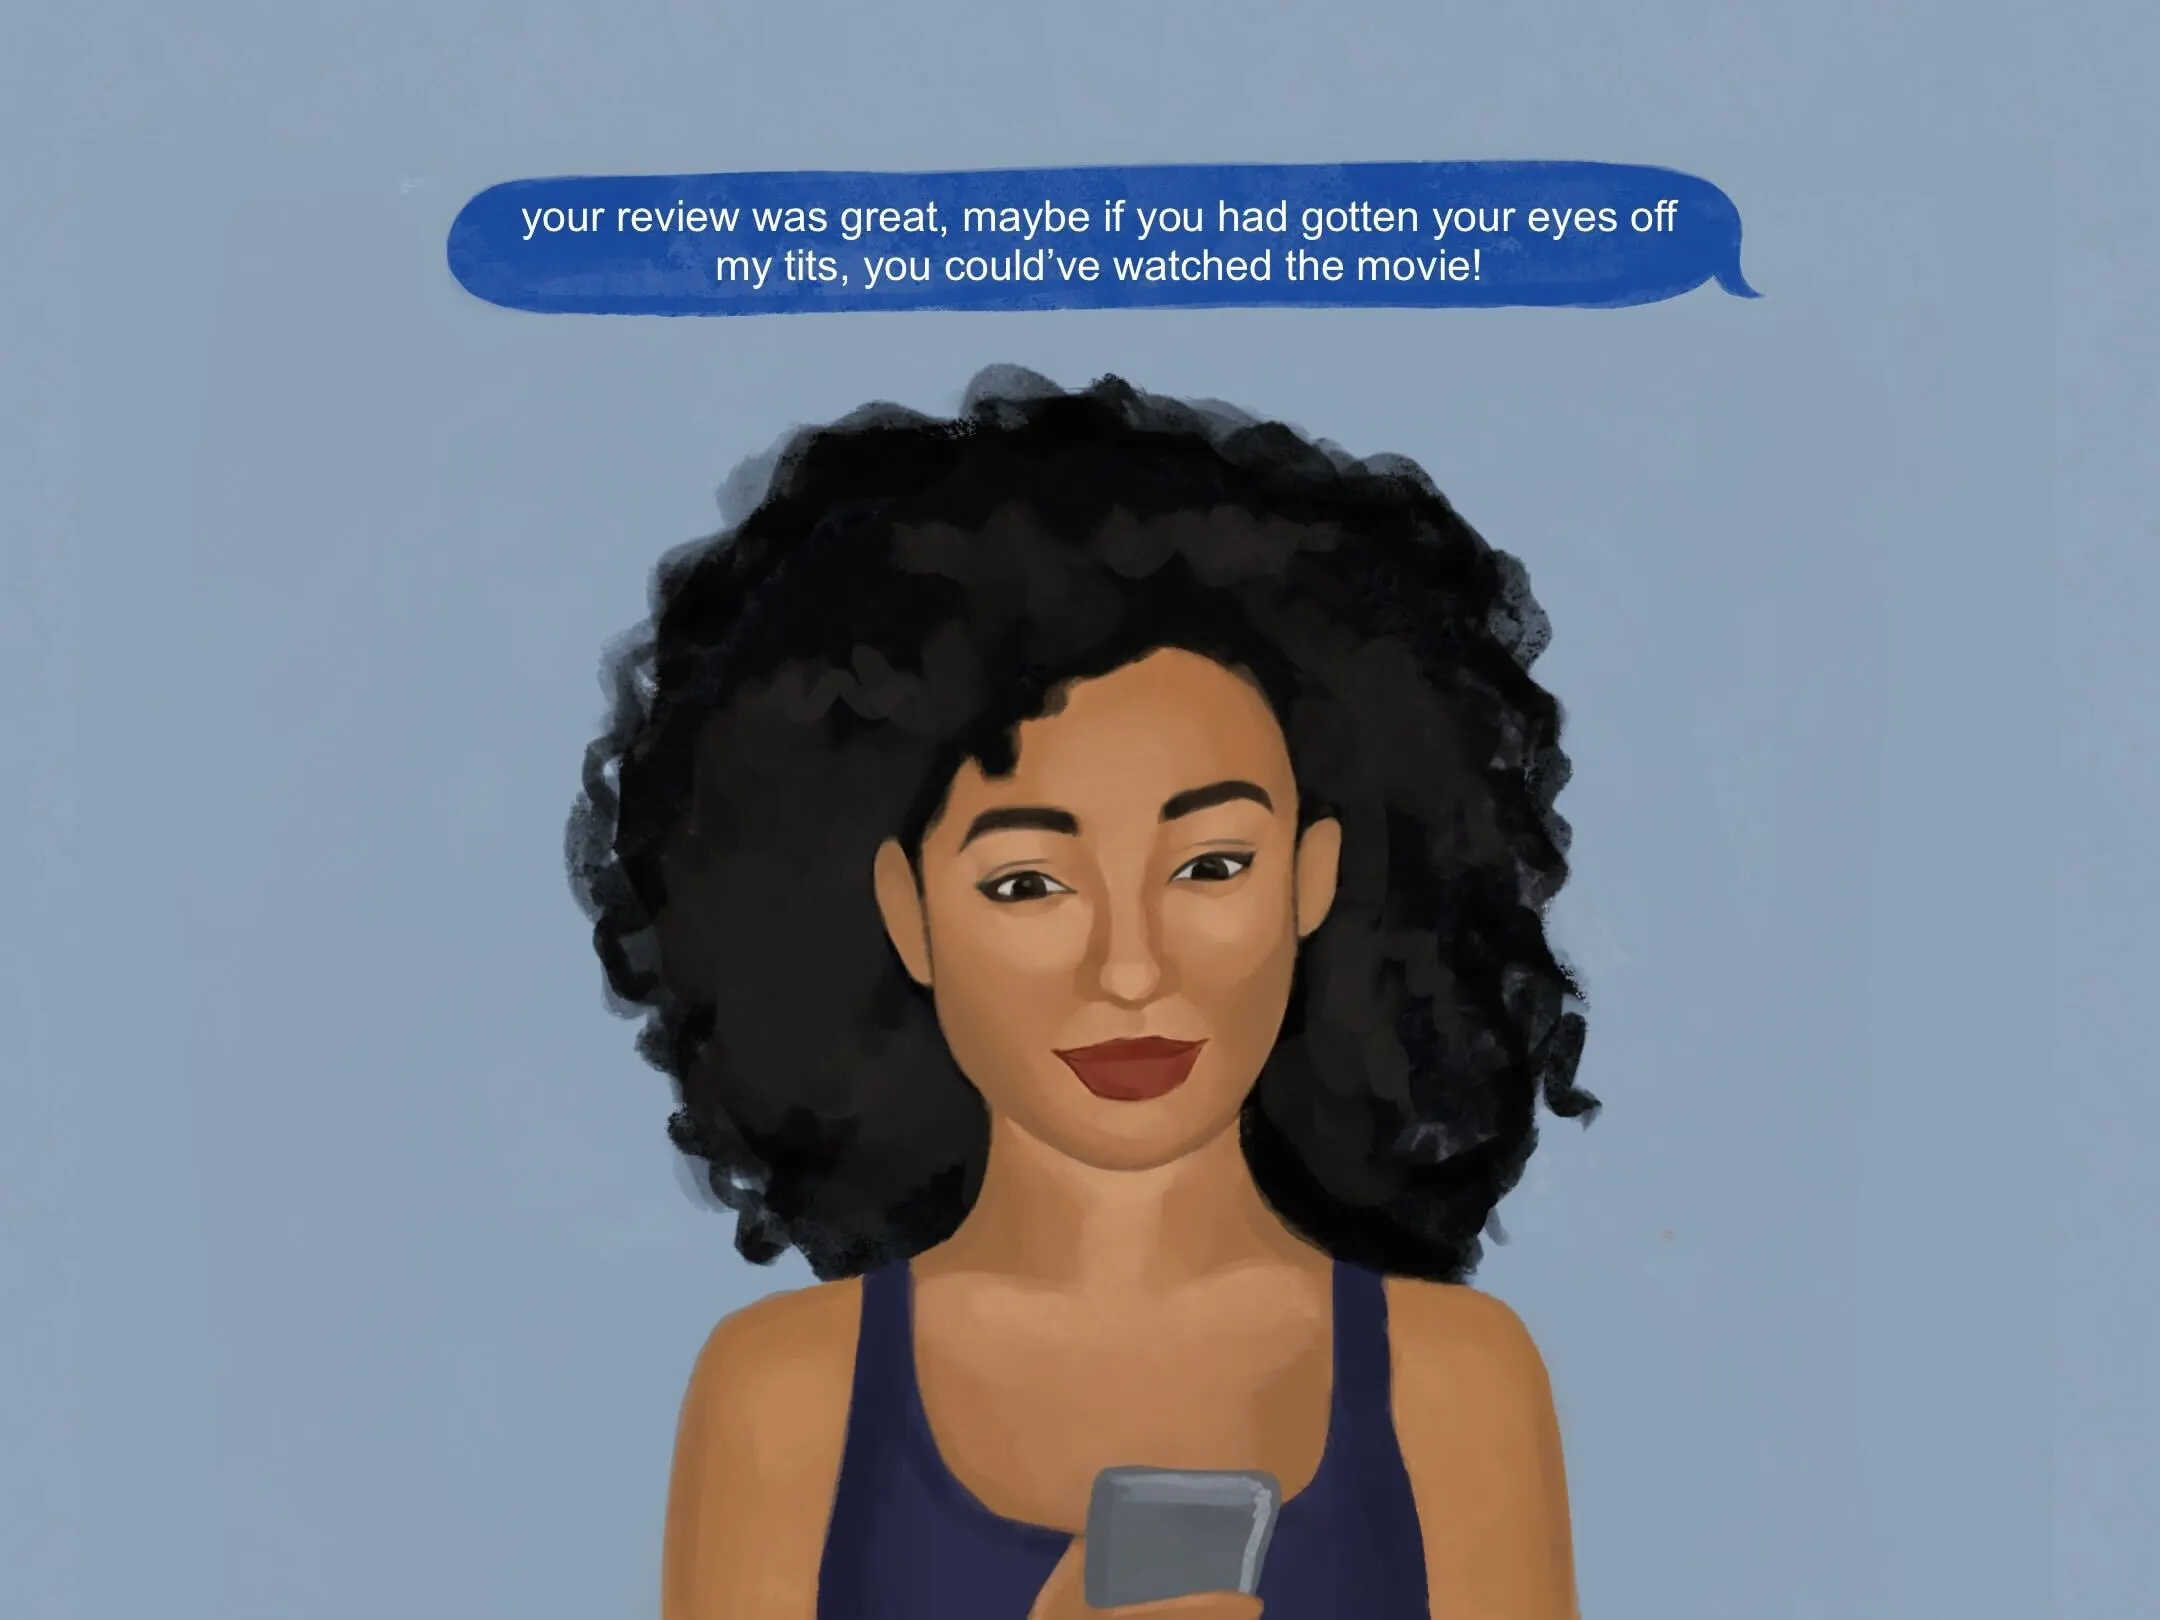 your review was great, maybe if you had gotten your eyes off
my tits, you could’ve watched the movie!